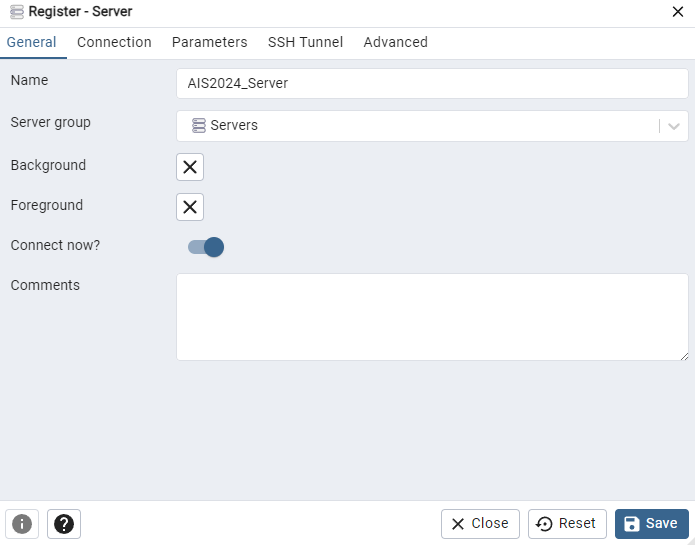 Register - Server
General Connection Parameters SSH Tunnel Advanced
Name AIS2024_Server
Server group Servers
Background
Foreground
Connect now?
Comments
Close Reset Save